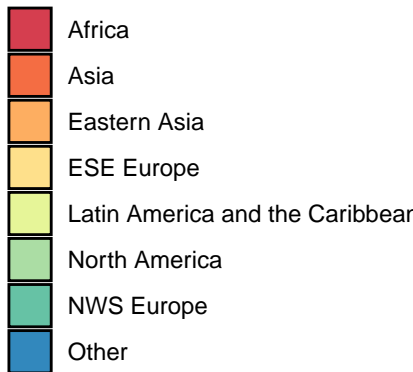 Africa
Asia
Eastern Asia
ESE Europe
Latin America and the Caribbean
North America
NWS Europe
Other